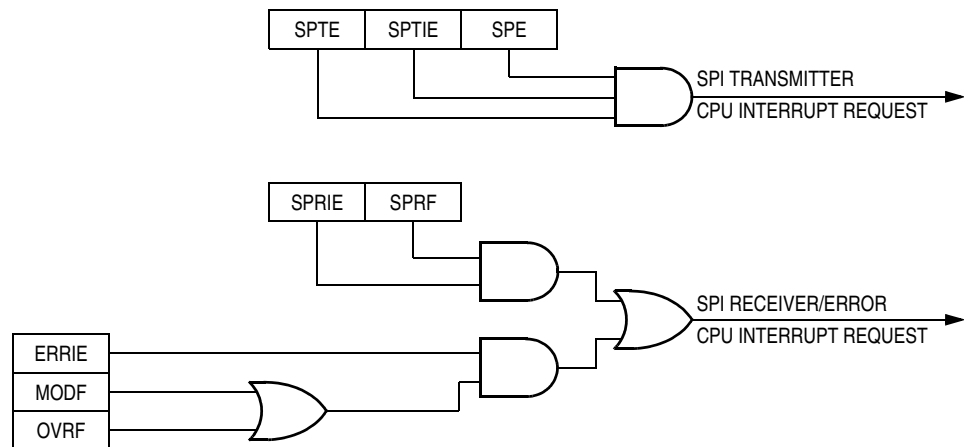 SPTE SPTIE SPE
SPI TRANSMITTER
CPU INTERRUPT REQUEST
SPRIE SPRF
SPI RECEIVER/ERROR
CPU INTERRUPT REQUEST
ERRIE
MODF
OVRF